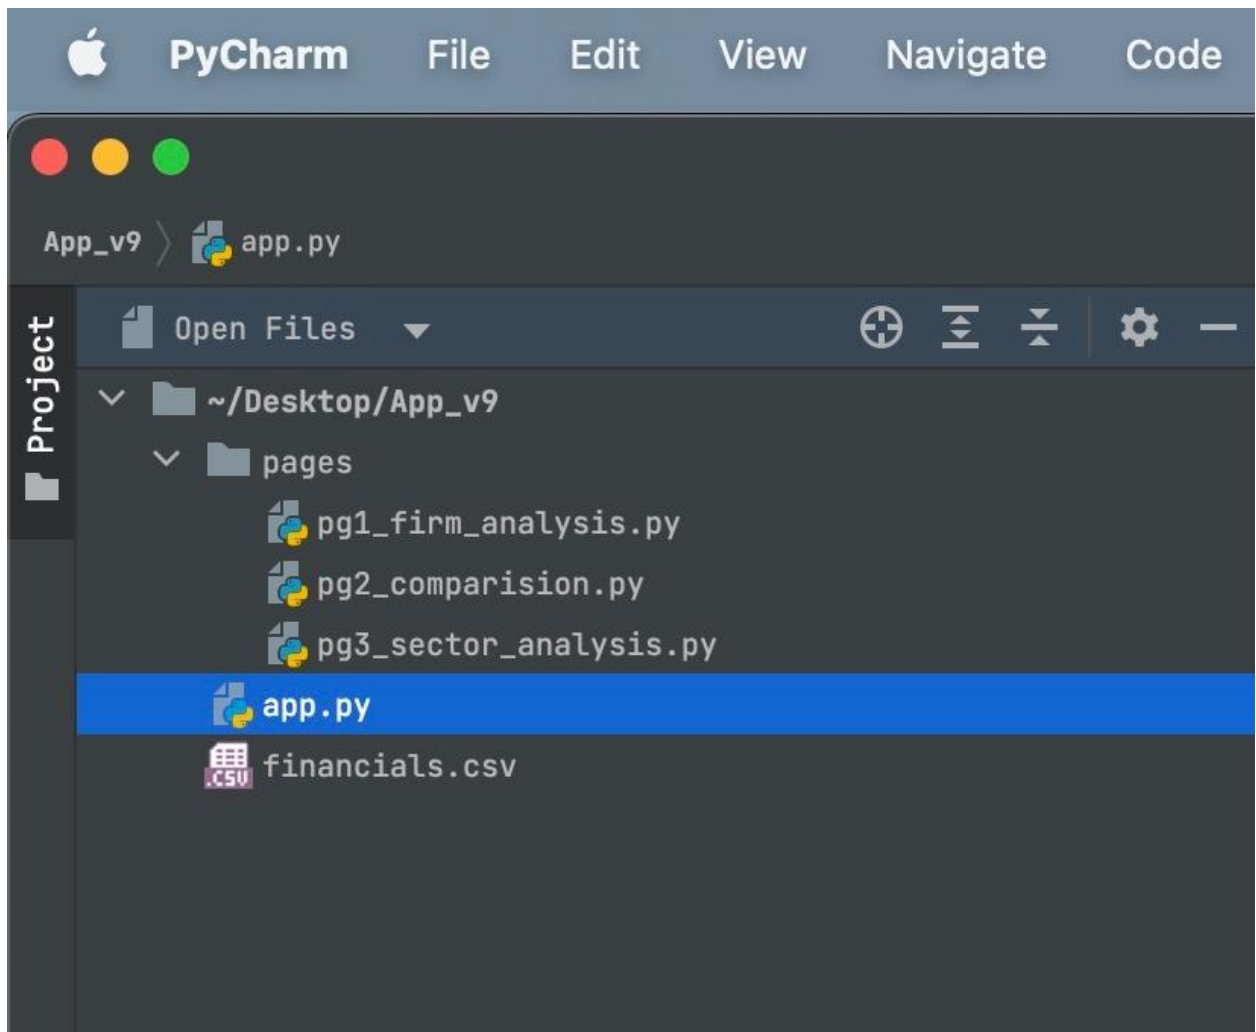 PyCharm File Edit View Navigate Code
App_v9 app.py
Project
Open Files
~/Desktop/App_v9
pages
pg1_firm_analysis.py
pg2_comparision.py
pg3_sector_analysis.py
app.py
.CSV financials.csv